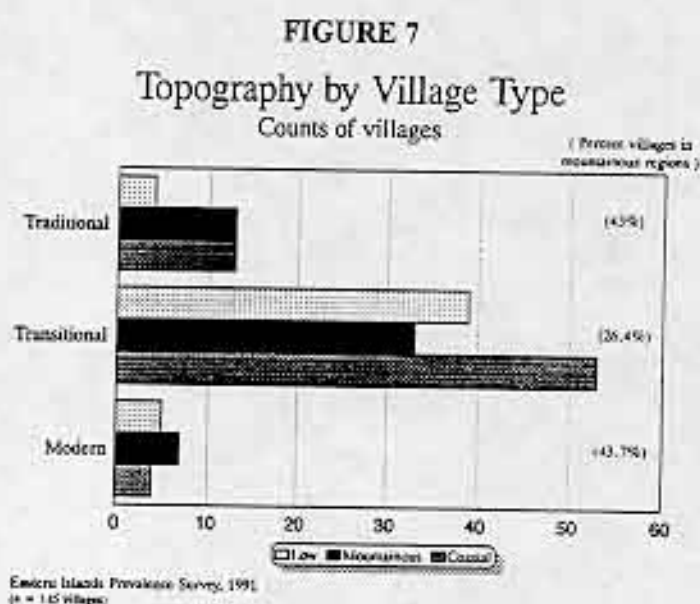 FIGURE 7
Topography by Village Type
Counts of villages
( Percent villages in
mountainous regions )
Traditional
(43%)
Transitional
(26.4%)
Modern
(43.7%)
0 10 20 30 40 50 60
Low Mountainous Coastal
Eastern Islands Prevalence Survey, 1991
(n = villages)